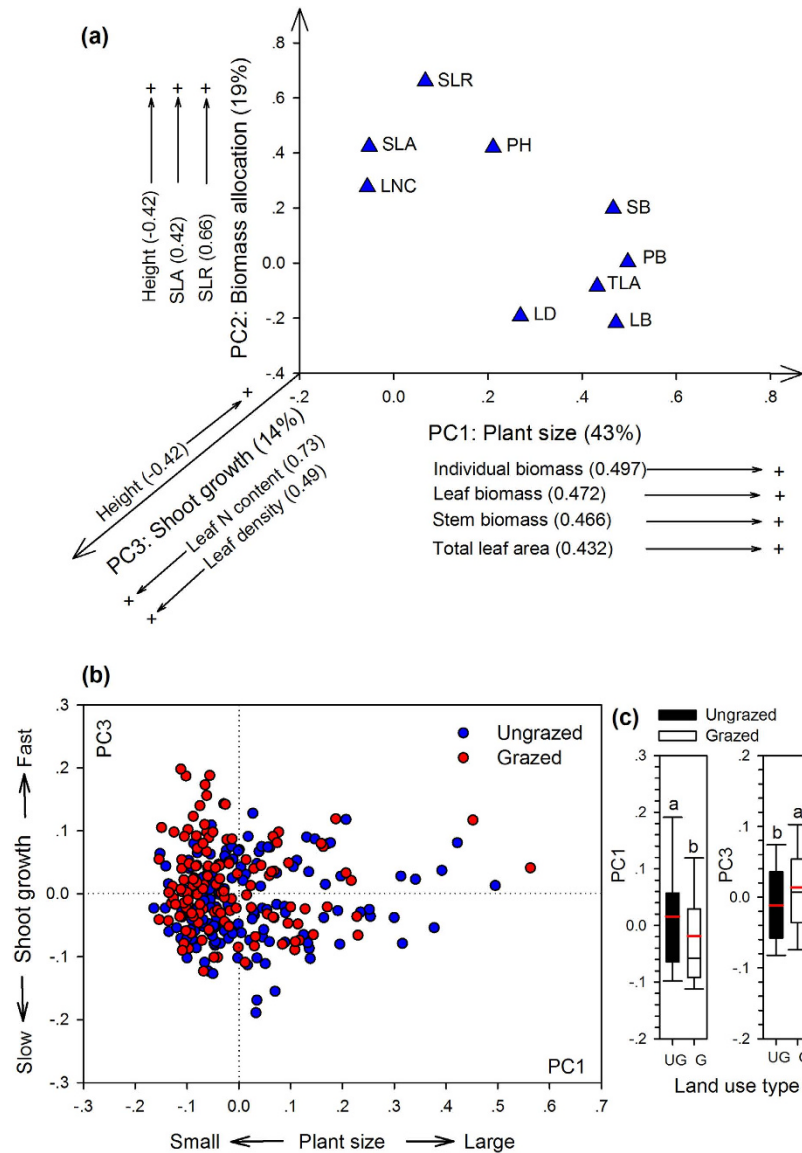 (a)
.8
.6
.4
.2
0.0
-.2
-.4
PC2: Biomass allocation (19%)
+ + +
Height (-0.42)
SLA (0.42)
SLR (0.66)
SLR
SLA
PH
LNC
SB
PB
TLA
LD
LB
-.2 0.0 .2 .4 .6 .8
PC1: Plant size (43%)
Individual biomass (0.497) +
Leaf biomass (0.472) +
Stem biomass (0.466) +
Total leaf area (0.432) +
+
Height (-0.42)
PC3: Shoot growth (14%)
Leaf N content (0.73)
Leaf density (0.49)
+
+
(b)
.3
.2
.1
0.0
-.1
-.2
-.3
Slow Shoot growth Fast
PC3
Ungrazed
Grazed
PC1
-.3 -.2 -.1 0.0 .1 .2 .3 .4 .5 .6 .7
Small Plant size Large
(c)
Ungrazed
Grazed
.3
.2
.1
0.0
-.1
-.2
PC1
a
b
UG G
.2
.1
0.0
-.1
-.2
PC3
b
a
UG
Land use type